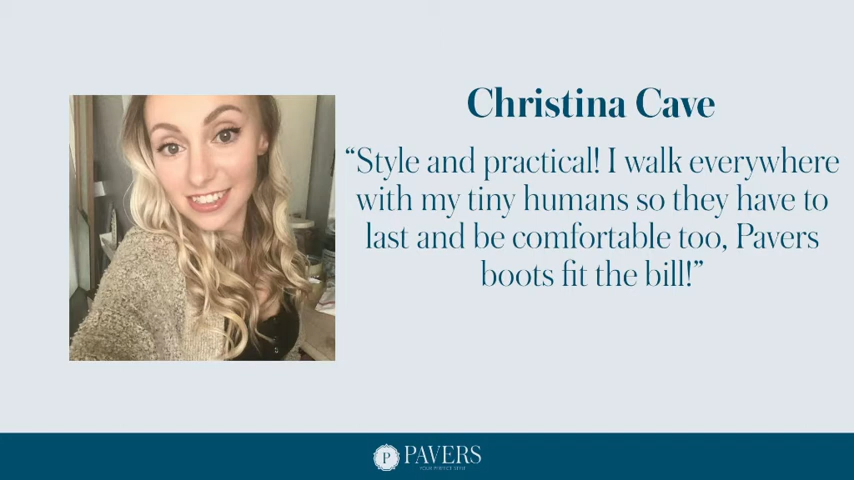 Christina Cave
“Style and practical! I walk everywhere
with my tiny humans so they have to
last and be comfortable too, Pavers
boots fit the bill!”
P PAVERS